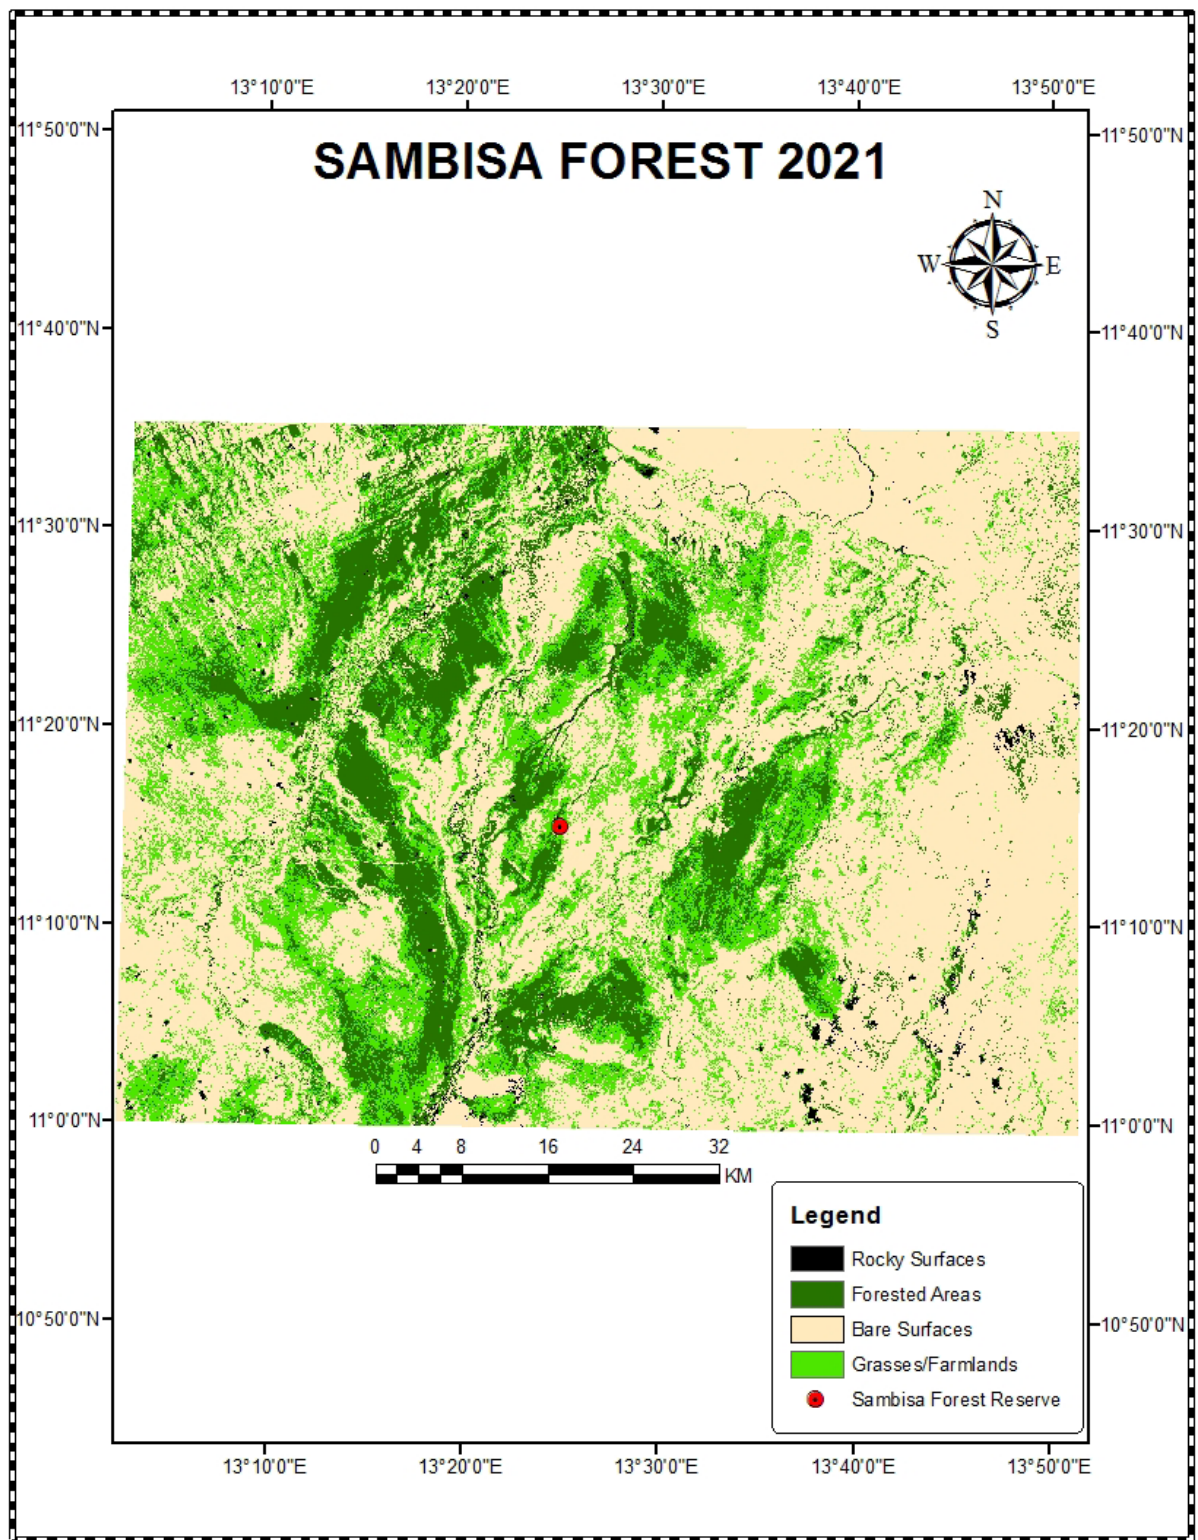 13°10'0"E 13°20'0"E 13°30'0"E 13°40'0"E 13°50'0"E
11°50'0"N 11°50'0"N
SAMBISA FOREST 2021
N
W E
S
11°40'0"N 11°40'0"N
11°30'0"N 11°30'0"N
11°20'0"N 11°20'0"N
11°10'0"N 11°10'0"N
11°0'0"N 11°0'0"N
0 4 8 16 24 32
KM
Legend
Rocky Surfaces
Forested Areas
Bare Surfaces
Grasses/Farmlands
Sambisa Forest Reserve
10°50'0"N 10°50'0"N
13°10'0"E 13°20'0"E 13°30'0"E 13°40'0"E 13°50'0"E